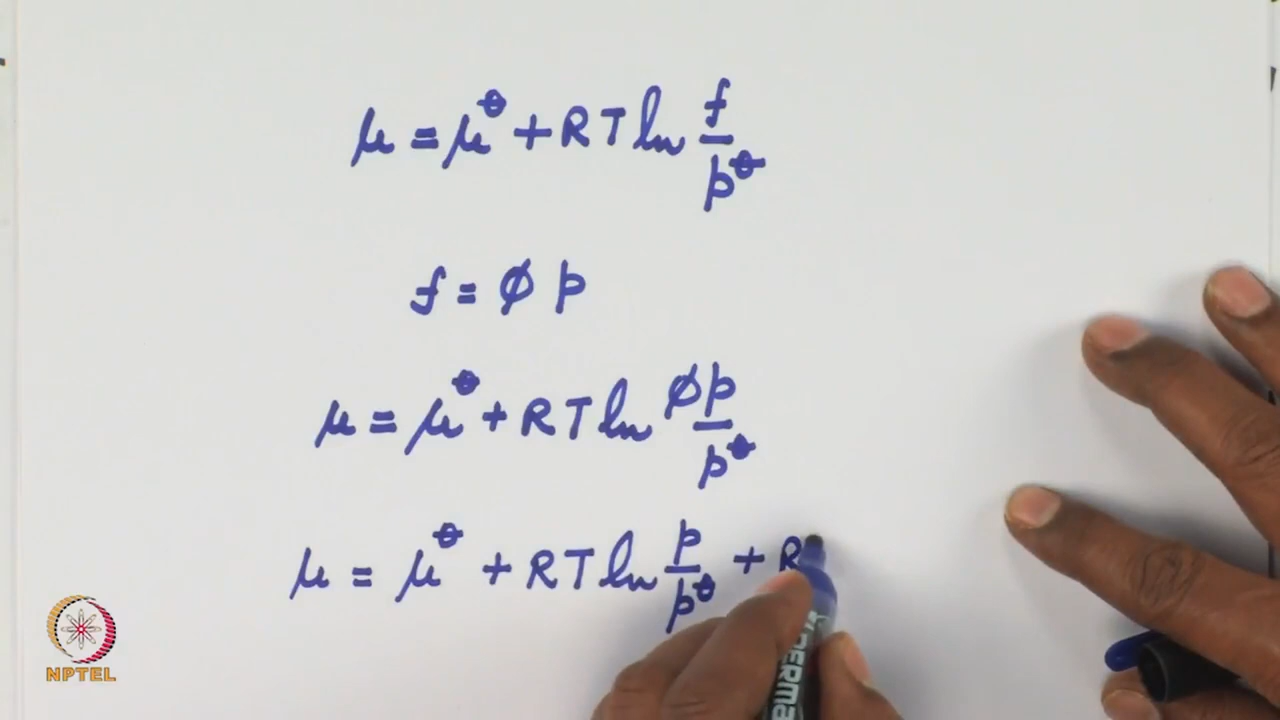 μ = μ^⦵ + RT ln f/p^⦵
f = φ p
μ = μ^⦵ + RT ln φp/p^⦵
μ = μ^⦵ + RT ln p/p^⦵ + R
NPTEL